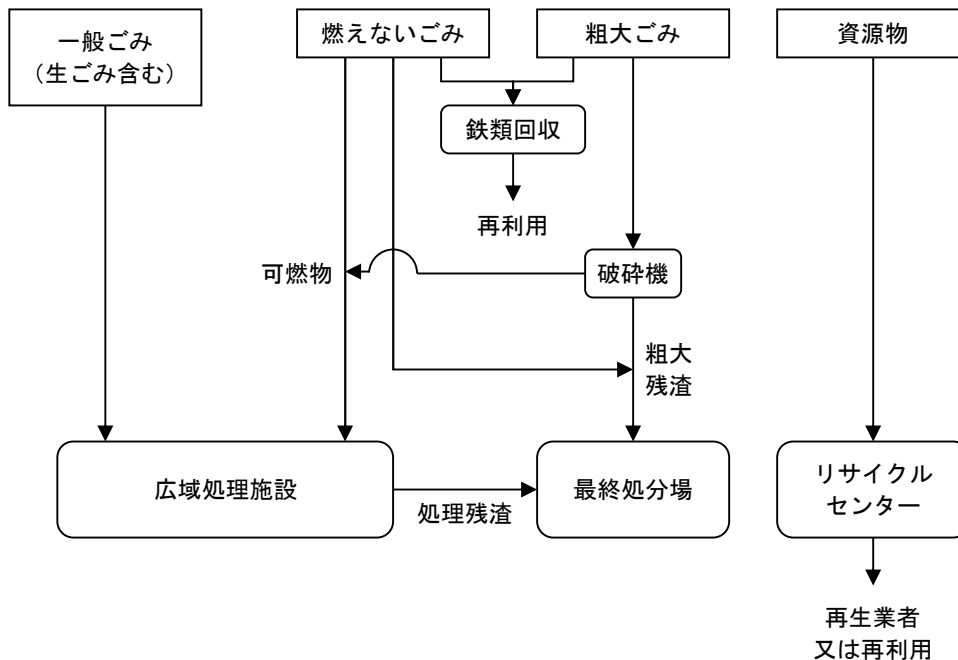 一般ごみ
（生ごみ含む）
燃えないごみ
粗大ごみ
資源物
鉄類回収
再利用
可燃物
破砕機
粗大
残渣
広域処理施設
処理残渣
最終処分場
リサイクル
センター
再生業者
又は再利用